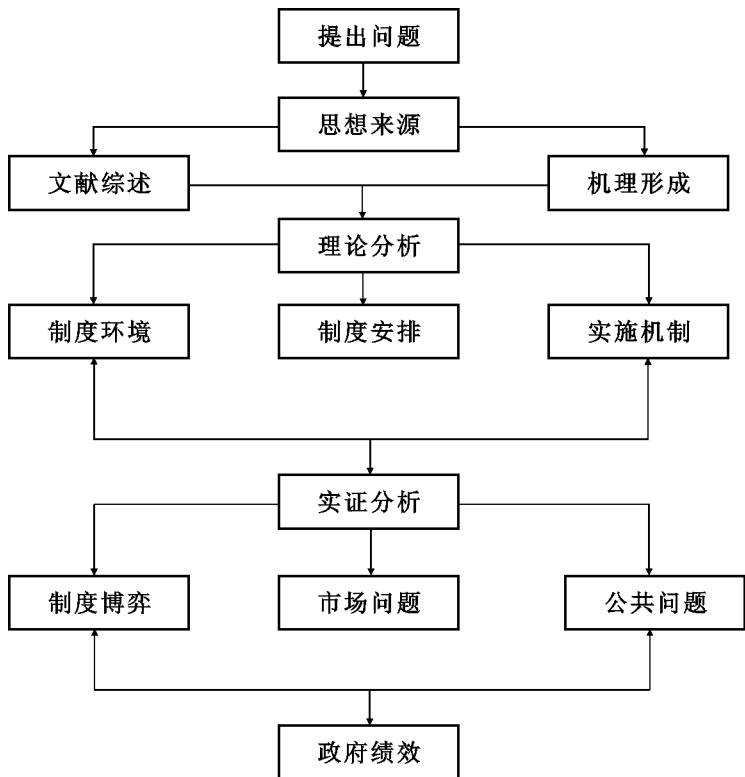 提出问题
思想来源
文献综述
机理形成
理论分析
制度环境
制度安排
实施机制
实证分析
制度博弈
市场问题
公共问题
政府绩效